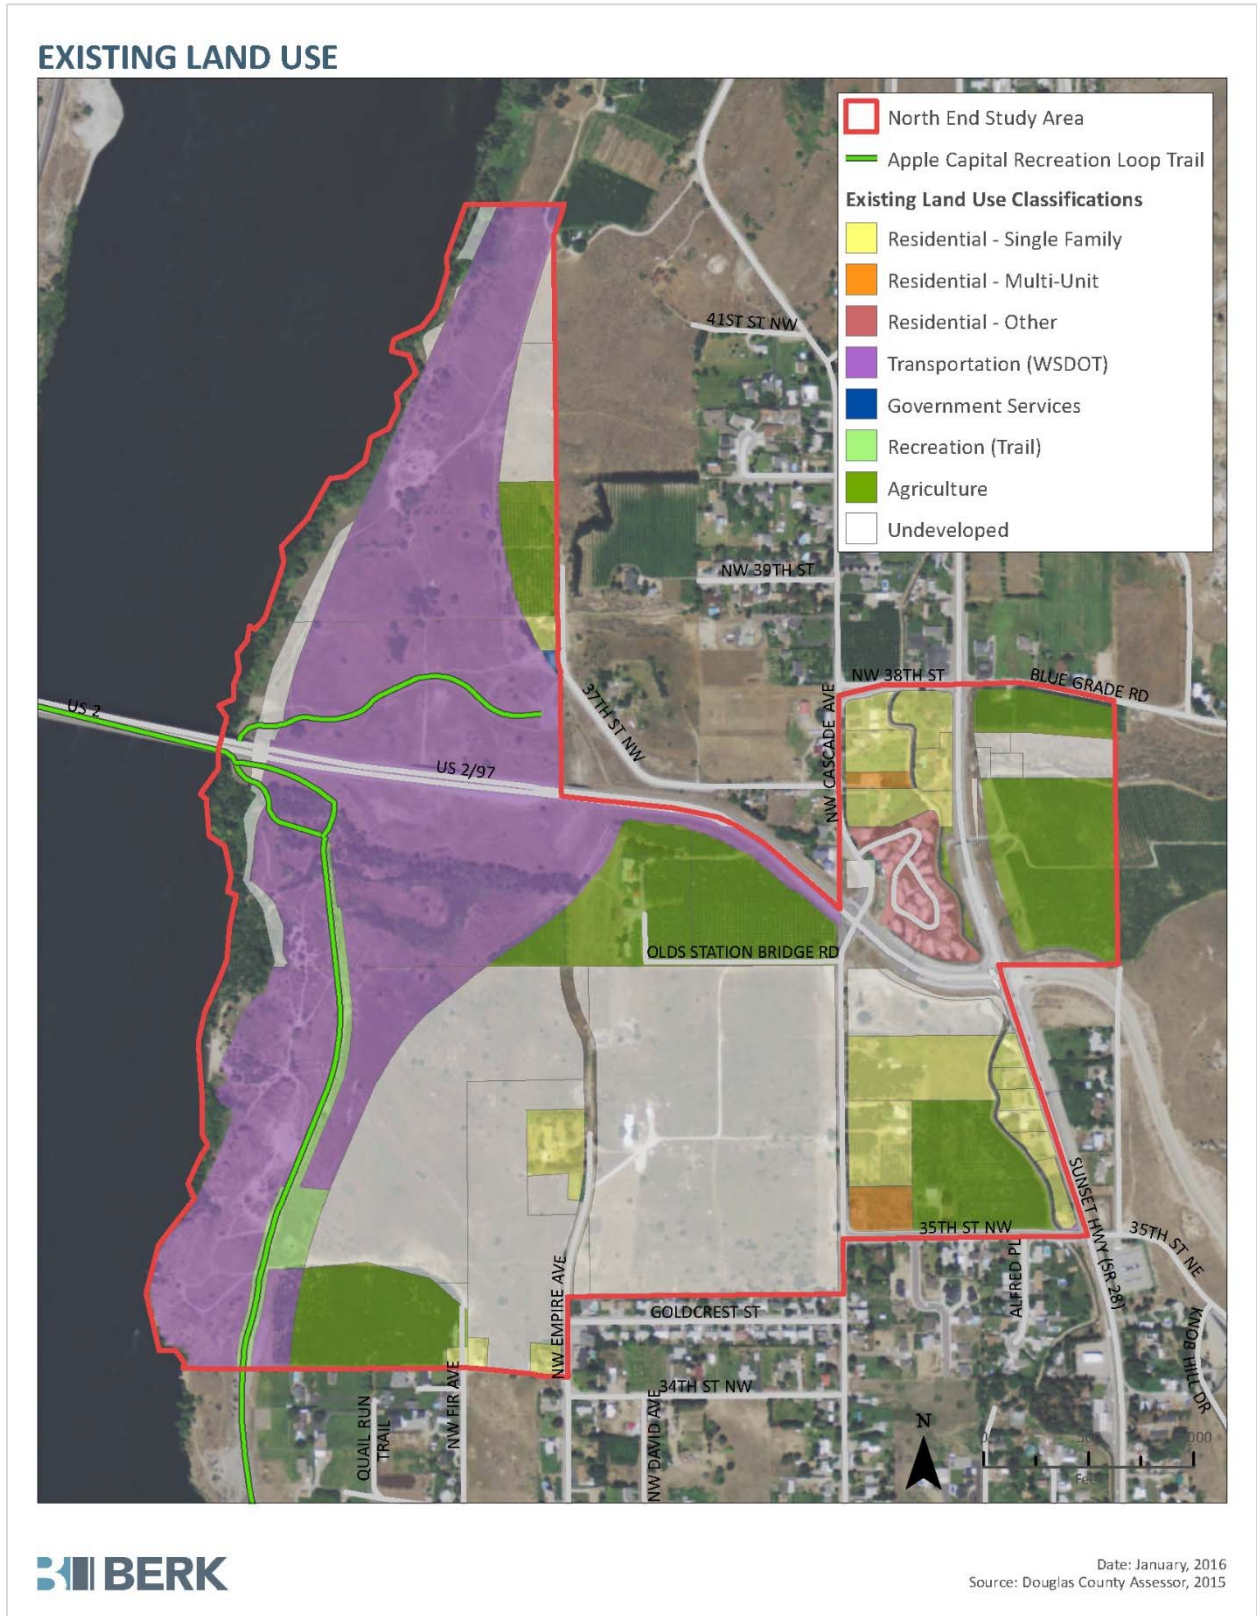 EXISTING LAND USE
North End Study Area
Apple Capital Recreation Loop Trail
Existing Land Use Classifications
Residential - Single Family
Residential - Multi-Unit
Residential - Other
Transportation (WSDOT)
Government Services
Recreation (Trail)
Agriculture
Undeveloped
41ST ST NW
NW 39TH ST
NW 38TH ST
BLUE GRADE RD
US 2
37TH ST NW
NW CASCADE AVE
US 2/97
OLDS STATION BRIDGE RD
35TH ST NW
SUNSET HWY (SR 28)
35TH ST NE
ALFRED PL
NW EMPIRE AVE
GOLDCREST ST
KNOB HILL DR
34TH ST NW
NW FIR AVE
QUAIL RUN
TRAIL
NW DAVID AVE
N
BERK
Date: January, 2016
Source: Douglas County Assessor, 2015